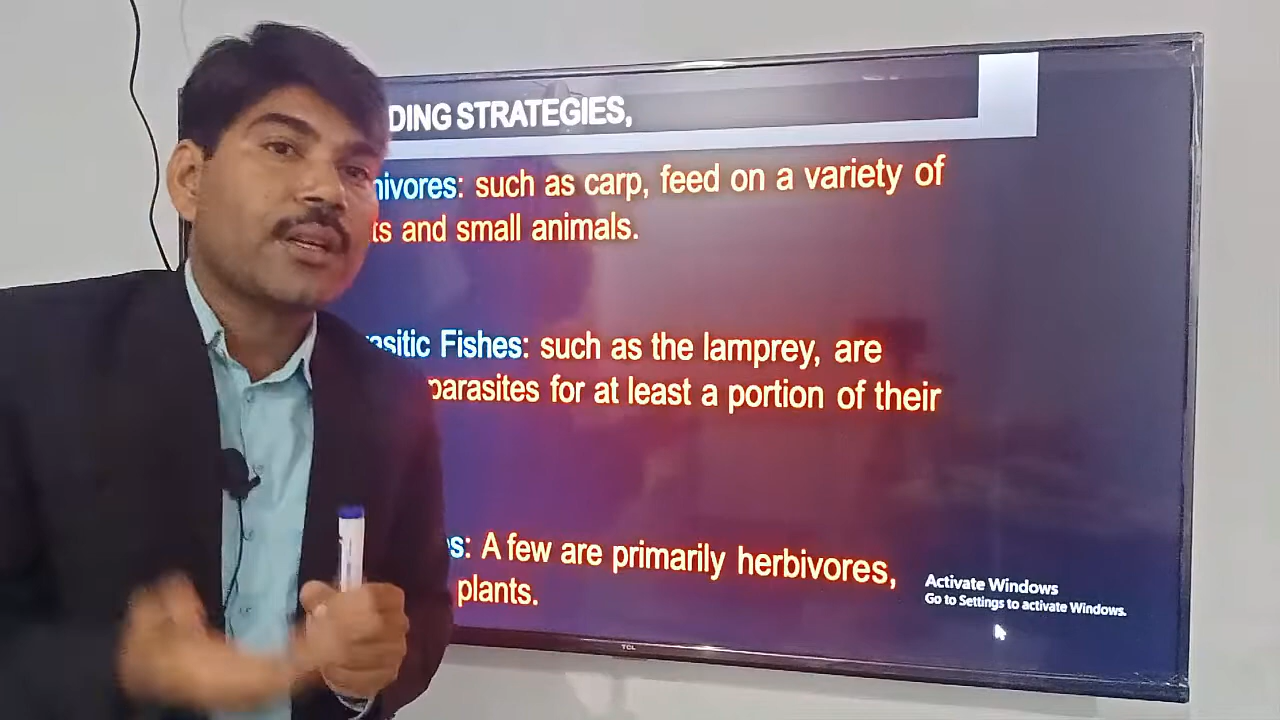 DING STRATEGIES,
nivores: such as carp, feed on a variety of
ts and small animals.
asitic Fishes: such as the lamprey, are
parasites for at least a portion of their
s: A few are primarily herbivores,
plants.
Activate Windows
Go to Settings to activate Windows.
TCL